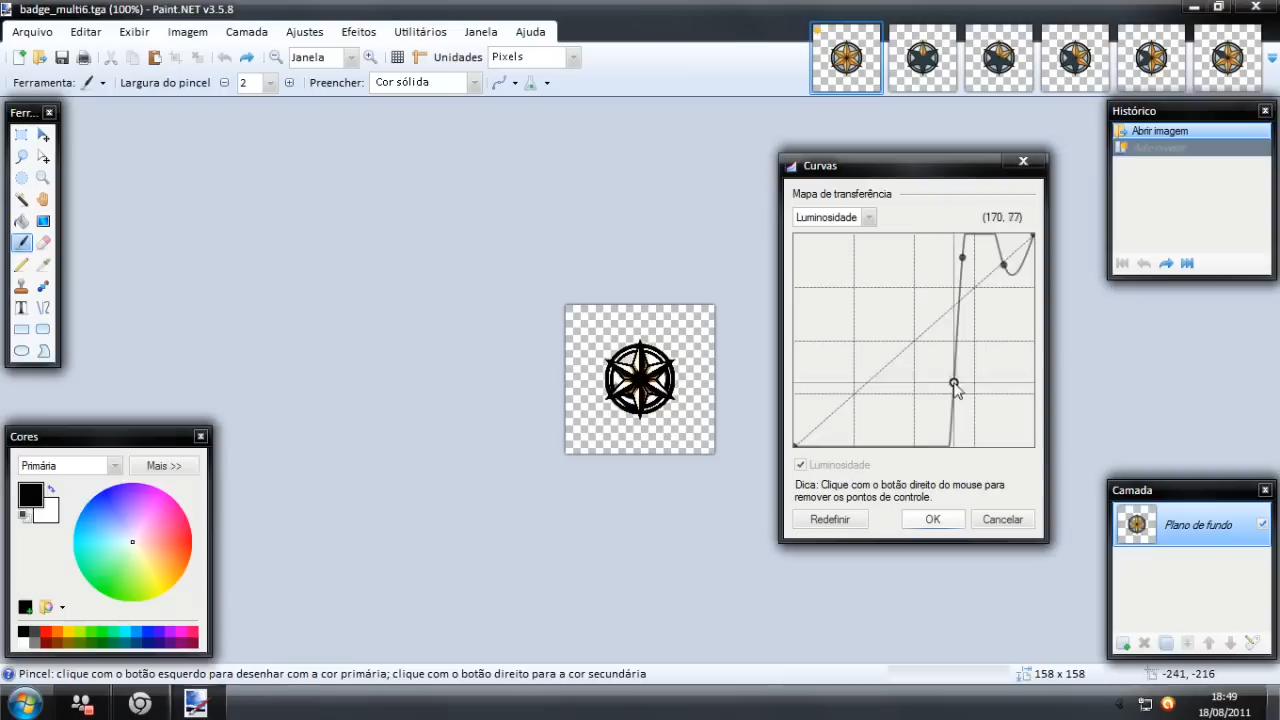 badge_multi6.tga (100%) - Paint.NET v3.5.8
Arquivo Editar Exibir Imagem Camada Ajustes Efeitos Utilitários Janela Ajuda
Janela Unidades Pixels
Ferramenta: Largura do pincel 2 Preencher: Cor sólida
Ferr...
Histórico
Abrir imagem
Curvas
Mapa de transferência
Luminosidade (170, 77)
Luminosidade
Dica: Clique com o botão direito do mouse para
remover os pontos de controle.
Redefinir OK Cancelar
Cores
Primária Mais >>
Camada
Plano de fundo
Pincel: clique com o botão esquerdo para desenhar com a cor primária; clique com o botão direito para a cor secundária
158 x 158 -241, -216
18:49
18/08/2011